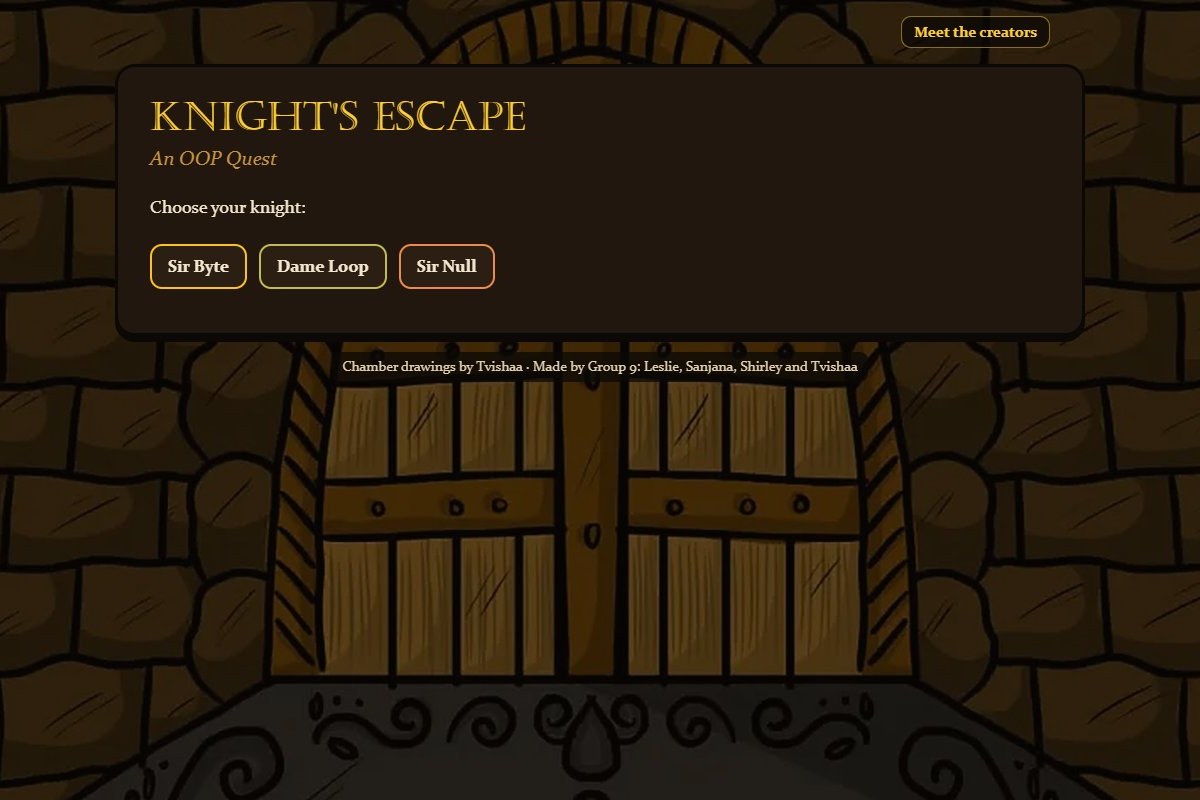 Meet the creators
KNIGHT'S ESCAPE
An OOP Quest
Choose your knight:
Sir Byte
Dame Loop
Sir Null
Chamber drawings by Tvishaa · Made by Group 9: Leslie, Sanjana, Shirley and Tvishaa